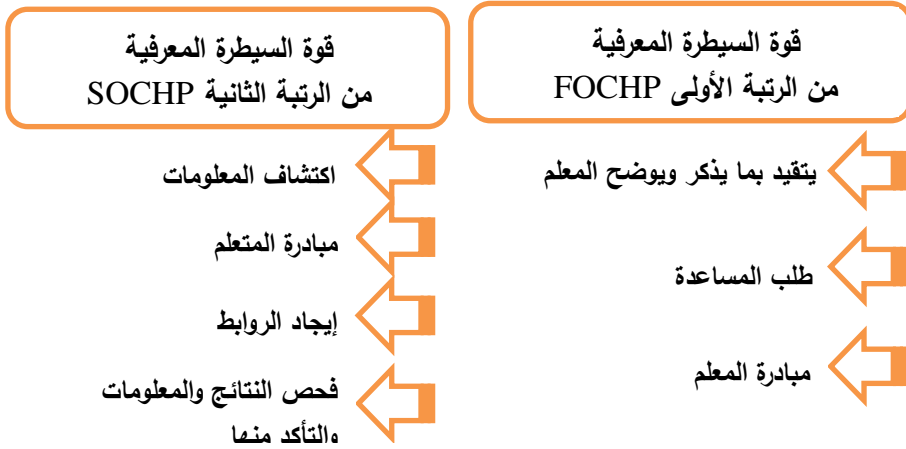 قوة السيطرة المعرفية
من الرتبة الأولى FOCHP
يتقيد بما يذكر ويوضح المعلم
طلب المساعدة
مبادرة المعلم
قوة السيطرة المعرفية
من الرتبة الثانية SOCHP
اكتشاف المعلومات
مبادرة المتعلم
إيجاد الروابط
فحص النتائج والمعلومات
والتأكد منها